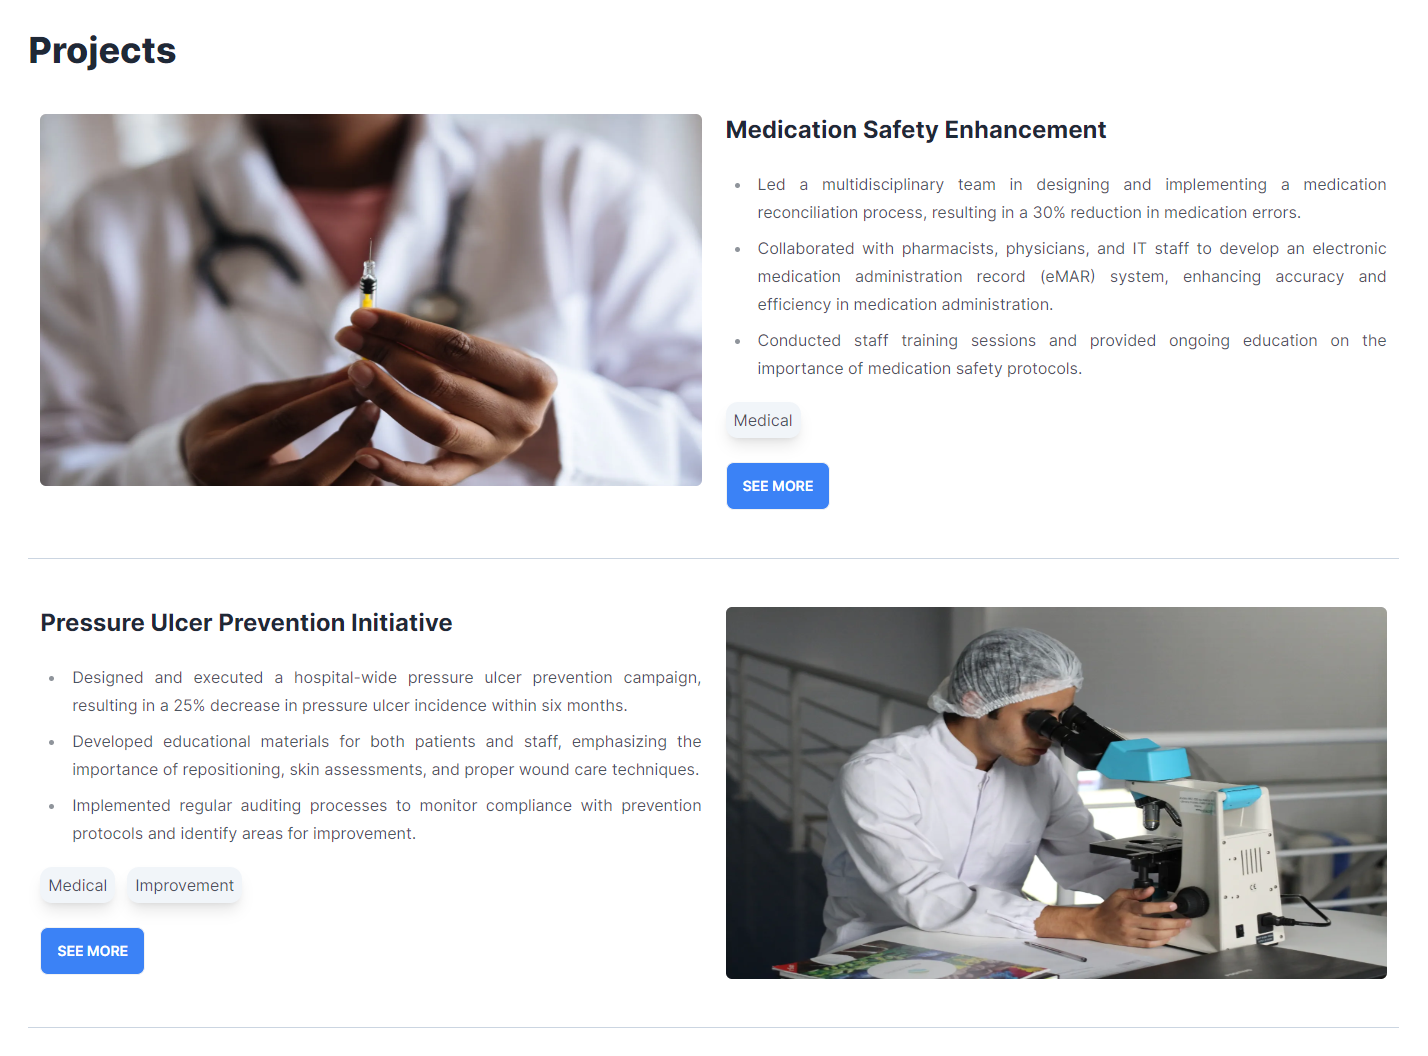 Projects
Medication Safety Enhancement
Led a multidisciplinary team in designing and implementing a medication
reconciliation process, resulting in a 30% reduction in medication errors.
Collaborated with pharmacists, physicians, and IT staff to develop an electronic
medication administration record (eMAR) system, enhancing accuracy and
efficiency in medication administration.
Conducted staff training sessions and provided ongoing education on the
importance of medication safety protocols.
Medical
SEE MORE
Pressure Ulcer Prevention Initiative
Designed and executed a hospital-wide pressure ulcer prevention campaign,
resulting in a 25% decrease in pressure ulcer incidence within six months.
Developed educational materials for both patients and staff, emphasizing the
importance of repositioning, skin assessments, and proper wound care techniques.
Implemented regular auditing processes to monitor compliance with prevention
protocols and identify areas for improvement.
Medical Improvement
SEE MORE